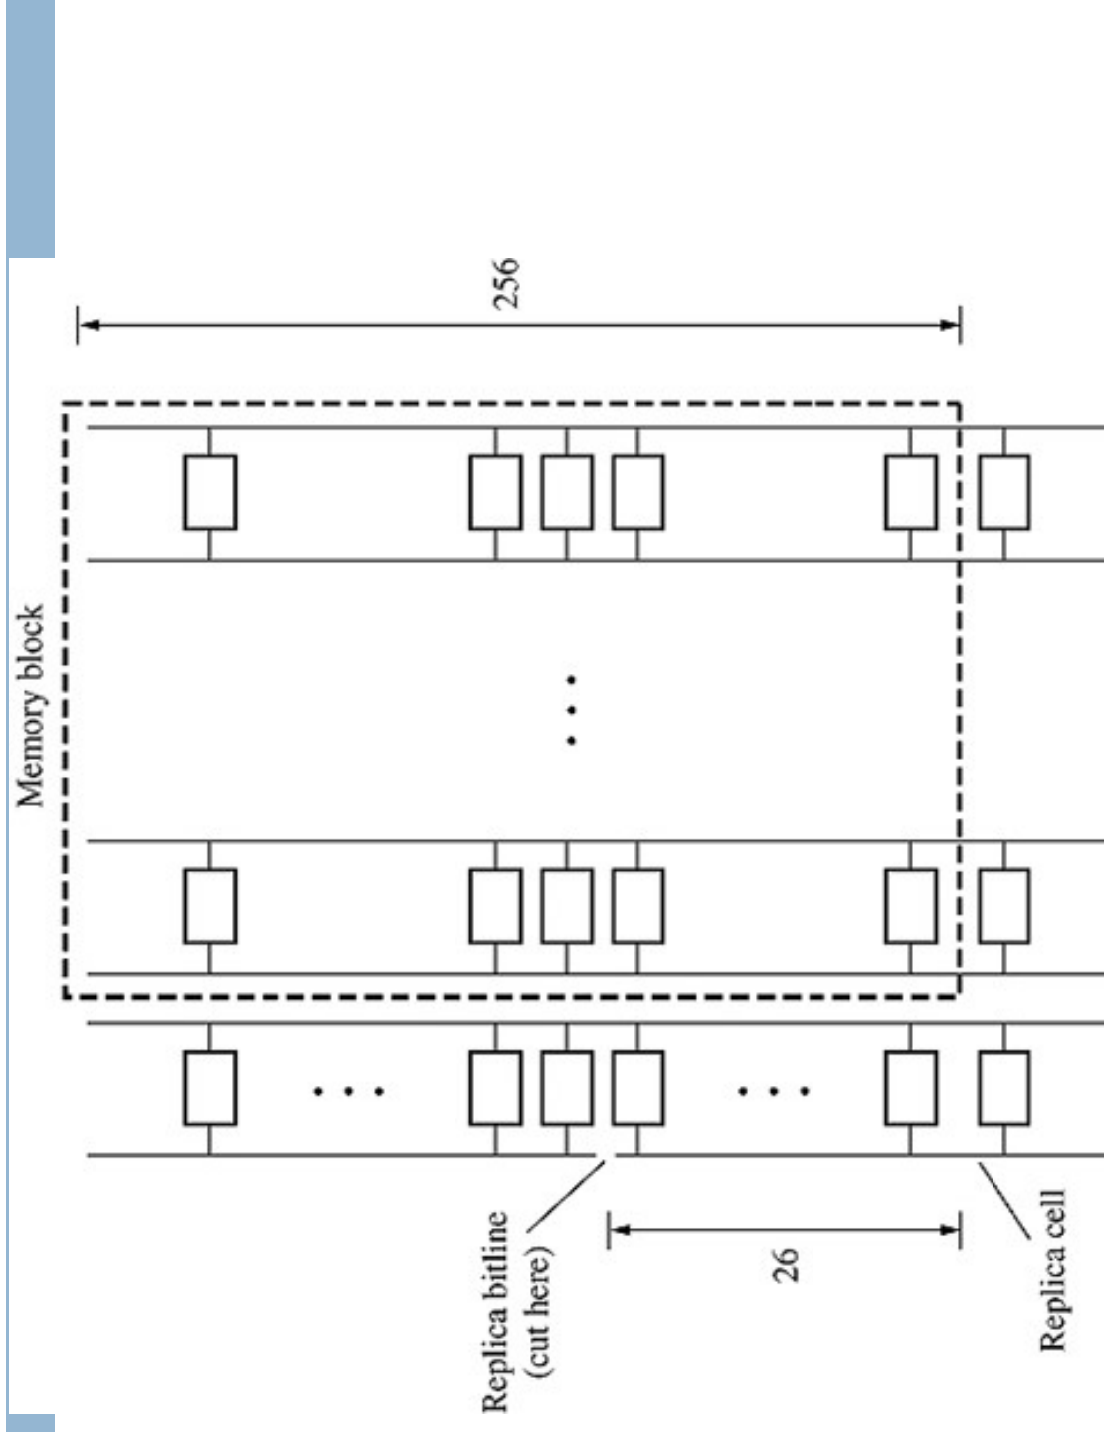 Memory block
256
Replica bitline
(cut here)
26
Replica cell